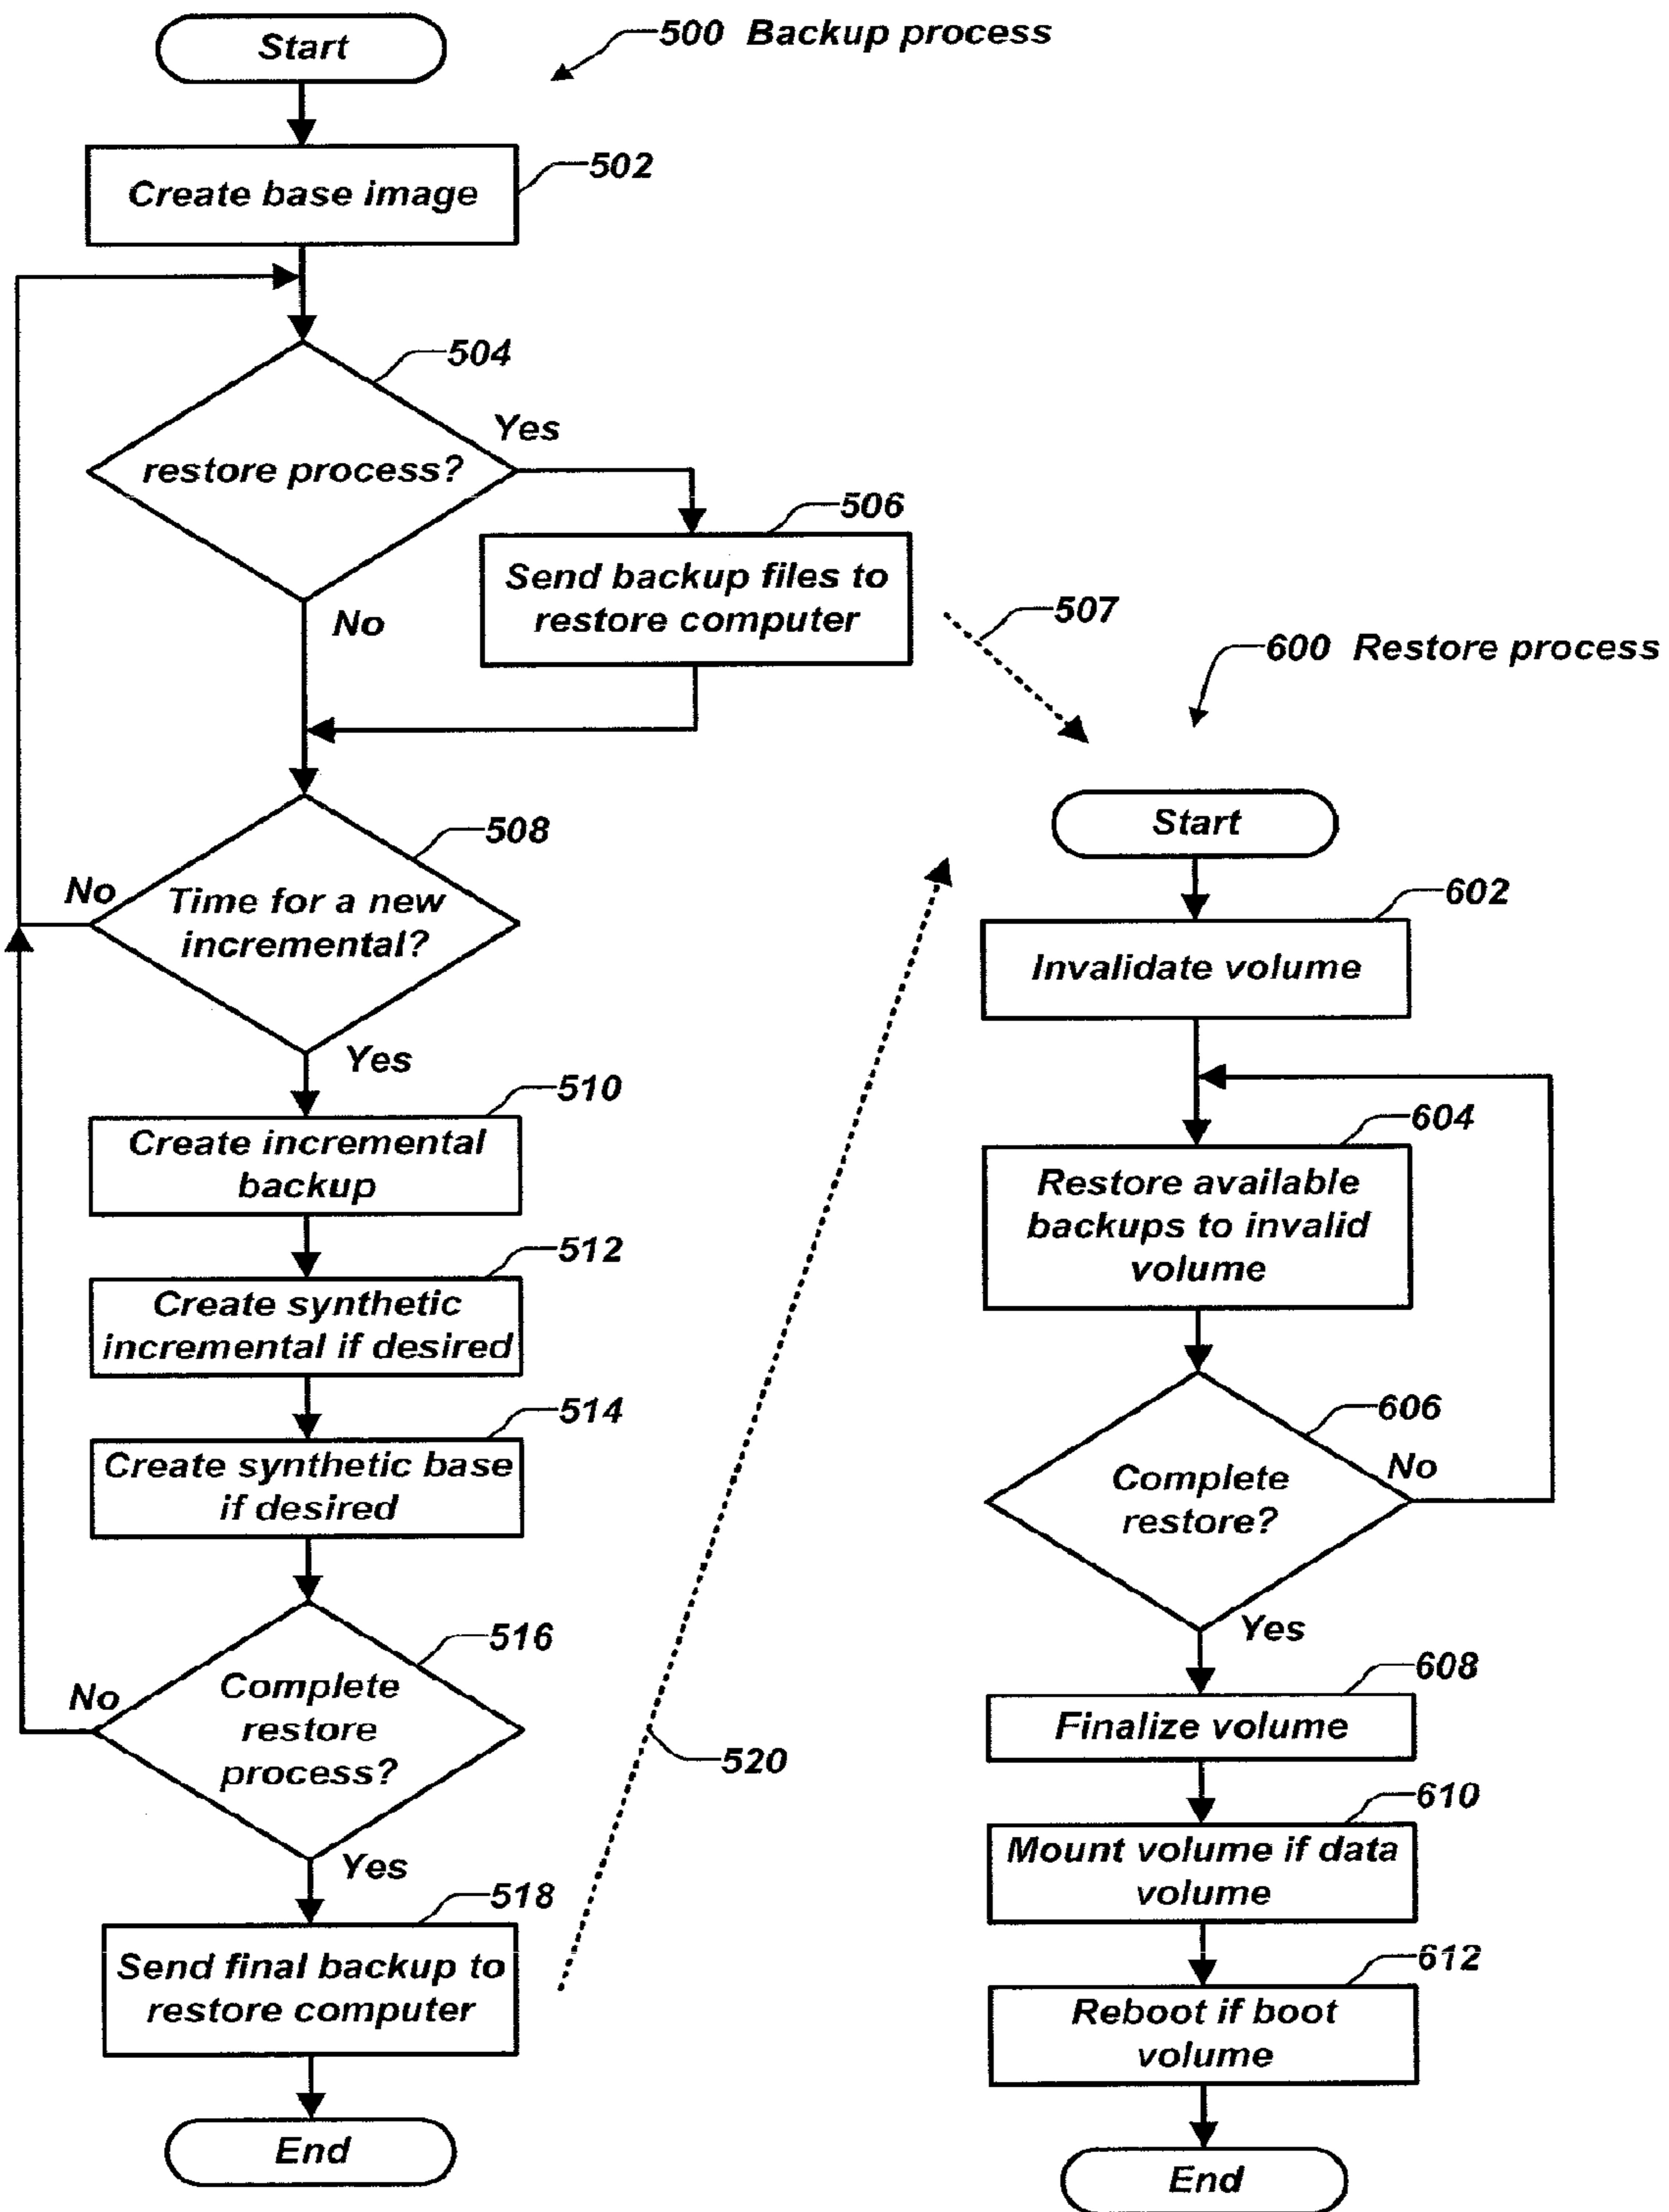 Start
500 Backup process
Create base image
502
504
restore process?
Yes
No
506
Send backup files to
restore computer
507
600 Restore process
508
Time for a new
incremental?
No
Yes
510
Create incremental
backup
512
Create synthetic
incremental if desired
514
Create synthetic base
if desired
516
Complete
restore
process?
No
Yes
518
Send final backup to
restore computer
End
520
Start
602
Invalidate volume
604
Restore available
backups to invalid
volume
606
Complete
restore?
No
Yes
608
Finalize volume
610
Mount volume if data
volume
612
Reboot if boot
volume
End